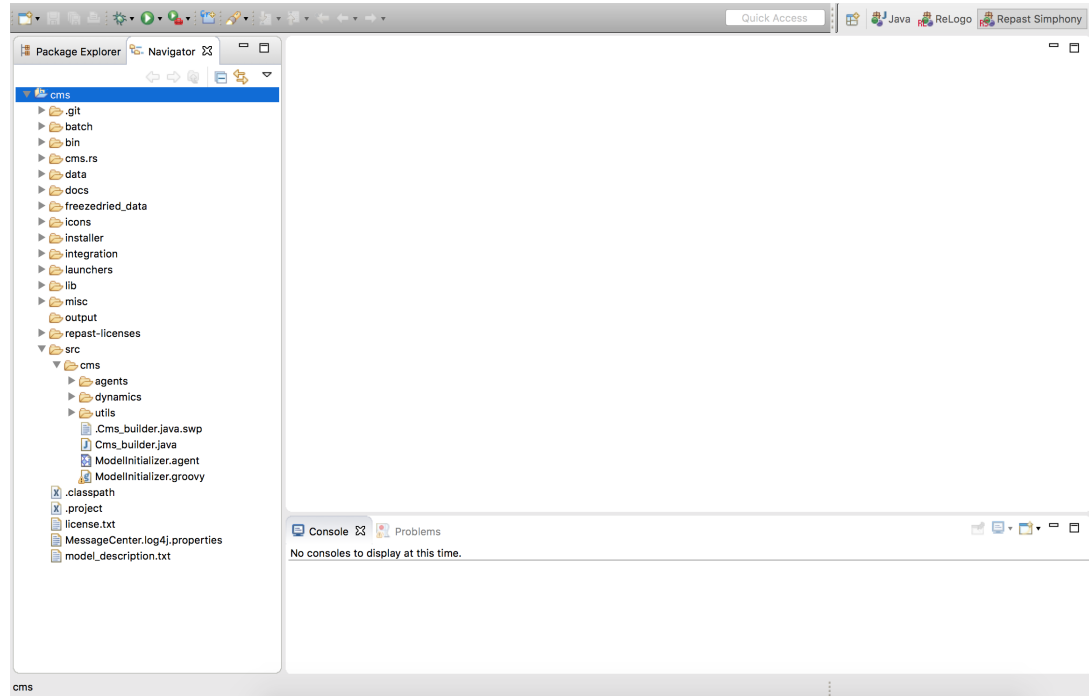 Quick Access
Java
ReLogo
Repast Simphony
Package Explorer
Navigator
cms
.git
batch
bin
cms.rs
data
docs
freezedried_data
icons
installer
integration
launchers
lib
misc
output
repast-licenses
src
cms
agents
dynamics
utils
.Cms_builder.java.swp
Cms_builder.java
ModelInitializer.agent
ModelInitializer.groovy
.classpath
.project
license.txt
MessageCenter.log4j.properties
model_description.txt
Console
Problems
No consoles to display at this time.
cms